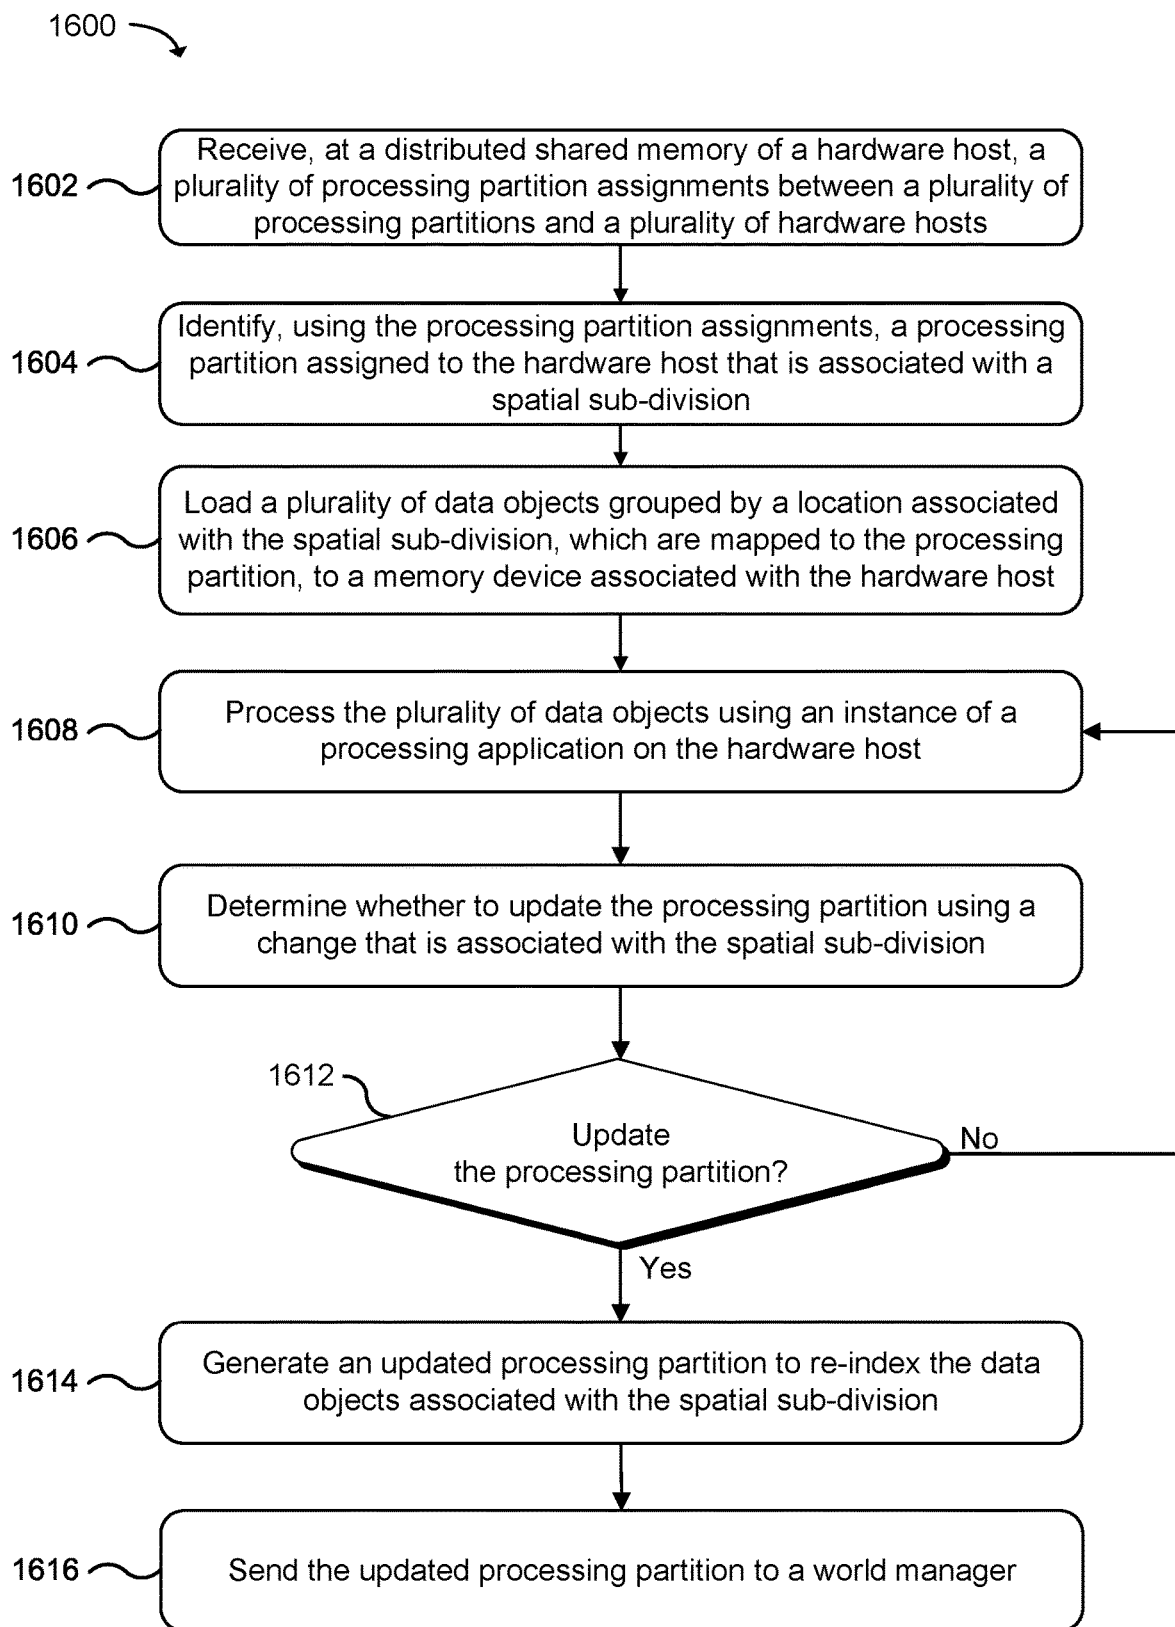 1600
1602
Receive, at a distributed shared memory of a hardware host, a
plurality of processing partition assignments between a plurality of
processing partitions and a plurality of hardware hosts
1604
Identify, using the processing partition assignments, a processing
partition assigned to the hardware host that is associated with a
spatial sub-division
1606
Load a plurality of data objects grouped by a location associated
with the spatial sub-division, which are mapped to the processing
partition, to a memory device associated with the hardware host
1608
Process the plurality of data objects using an instance of a
processing application on the hardware host
1610
Determine whether to update the processing partition using a
change that is associated with the spatial sub-division
1612
Update
the processing partition?
No
Yes
1614
Generate an updated processing partition to re-index the data
objects associated with the spatial sub-division
1616
Send the updated processing partition to a world manager